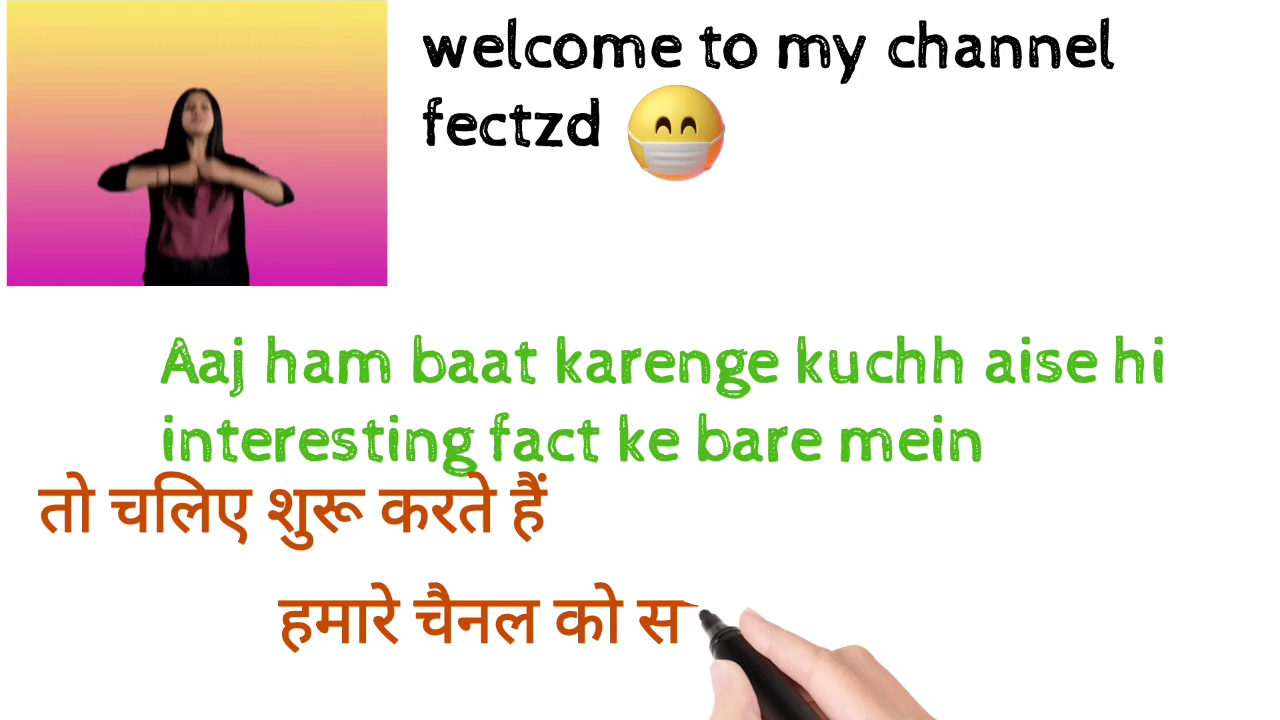 welcome to my channel
fectzd
Aaj ham baat karenge kuchh aise hi
interesting fact ke bare mein
तो चलिए शुरू करते हैं
हमारे चैनल को स